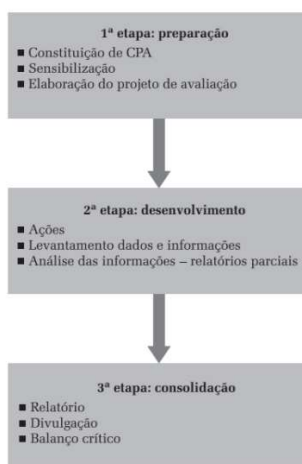 1ª etapa: preparação
■ Constituição de CPA
■ Sensibilização
■ Elaboração do projeto de avaliação
2ª etapa: desenvolvimento
■ Ações
■ Levantamento dados e informações
■ Análise das informações – relatórios parciais
3ª etapa: consolidação
■ Relatório
■ Divulgação
■ Balanço crítico